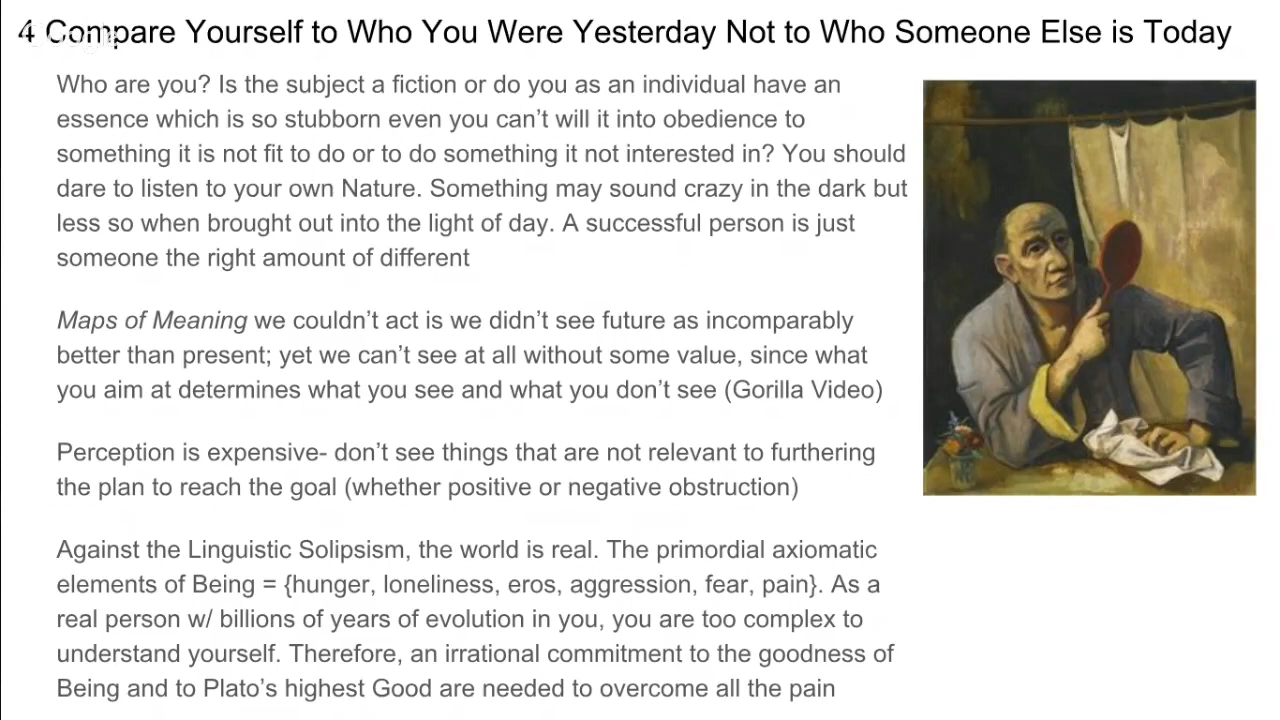 4 Compare Yourself to Who You Were Yesterday Not to Who Someone Else is Today
Google
Who are you? Is the subject a fiction or do you as an individual have an
essence which is so stubborn even you can’t will it into obedience to
something it is not fit to do or to do something it not interested in? You should
dare to listen to your own Nature. Something may sound crazy in the dark but
less so when brought out into the light of day. A successful person is just
someone the right amount of different
Maps of Meaning we couldn’t act is we didn’t see future as incomparably
better than present; yet we can’t see at all without some value, since what
you aim at determines what you see and what you don’t see (Gorilla Video)
Perception is expensive- don’t see things that are not relevant to furthering
the plan to reach the goal (whether positive or negative obstruction)
Against the Linguistic Solipsism, the world is real. The primordial axiomatic
elements of Being = {hunger, loneliness, eros, aggression, fear, pain}. As a
real person w/ billions of years of evolution in you, you are too complex to
understand yourself. Therefore, an irrational commitment to the goodness of
Being and to Plato’s highest Good are needed to overcome all the pain